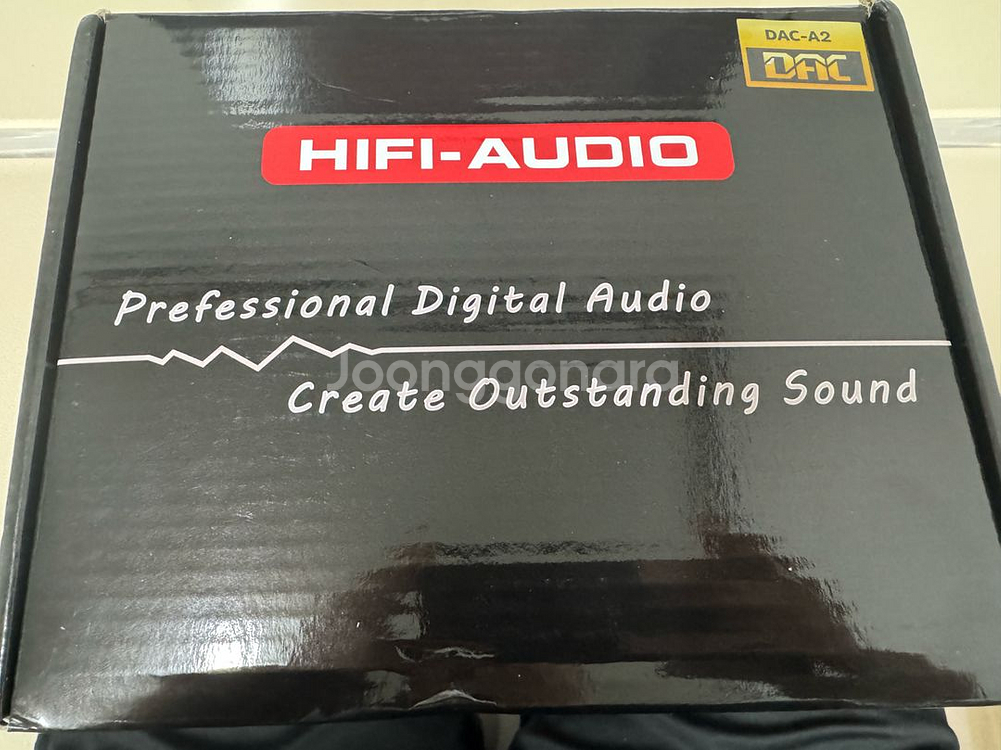 DAC-A2
DAC
HIFI-AUDIO
Prefessional Digital Audio
Joonggonara
Create Outstanding Sound